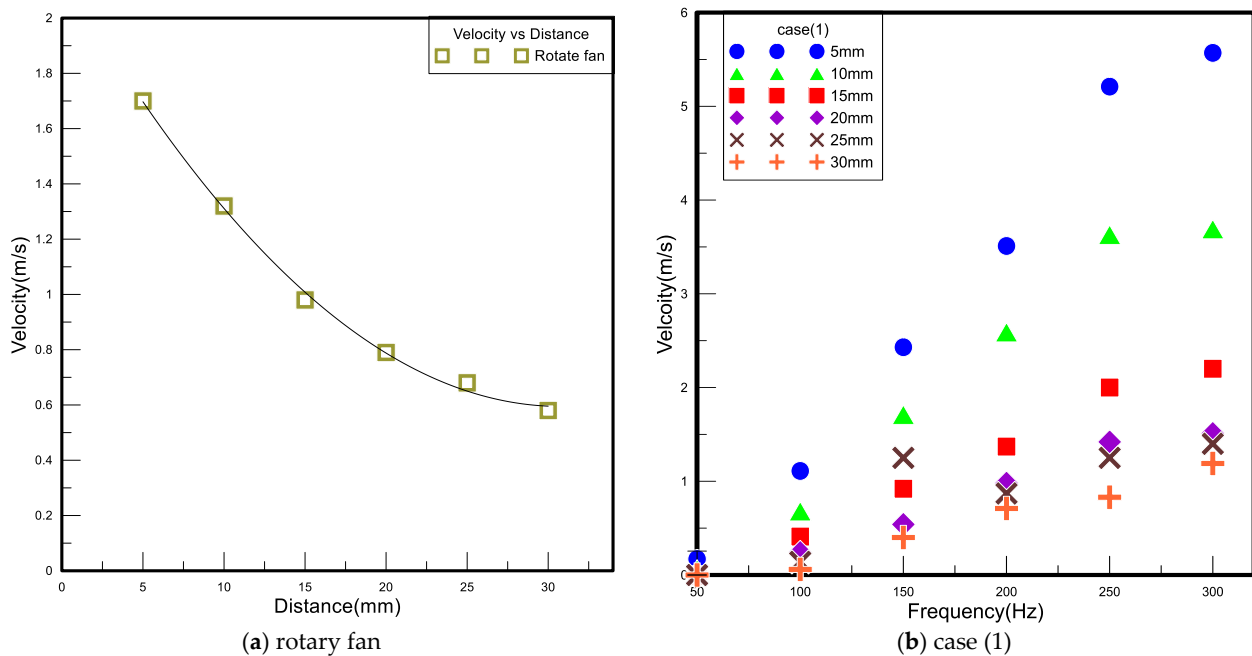 2
1.8
1.6
1.4
1.2
1
0.8
0.6
0.4
0.2
0
Velocity(m/s)
Velocity vs Distance
Rotate fan
0 5 10 15 20 25 30
Distance(mm)
(a) rotary fan
6
5
4
3
2
1
0
Velcoity(m/s)
case(1)
5mm
10mm
15mm
20mm
25mm
30mm
50 100 150 200 250 300
Frequency(Hz)
(b) case (1)